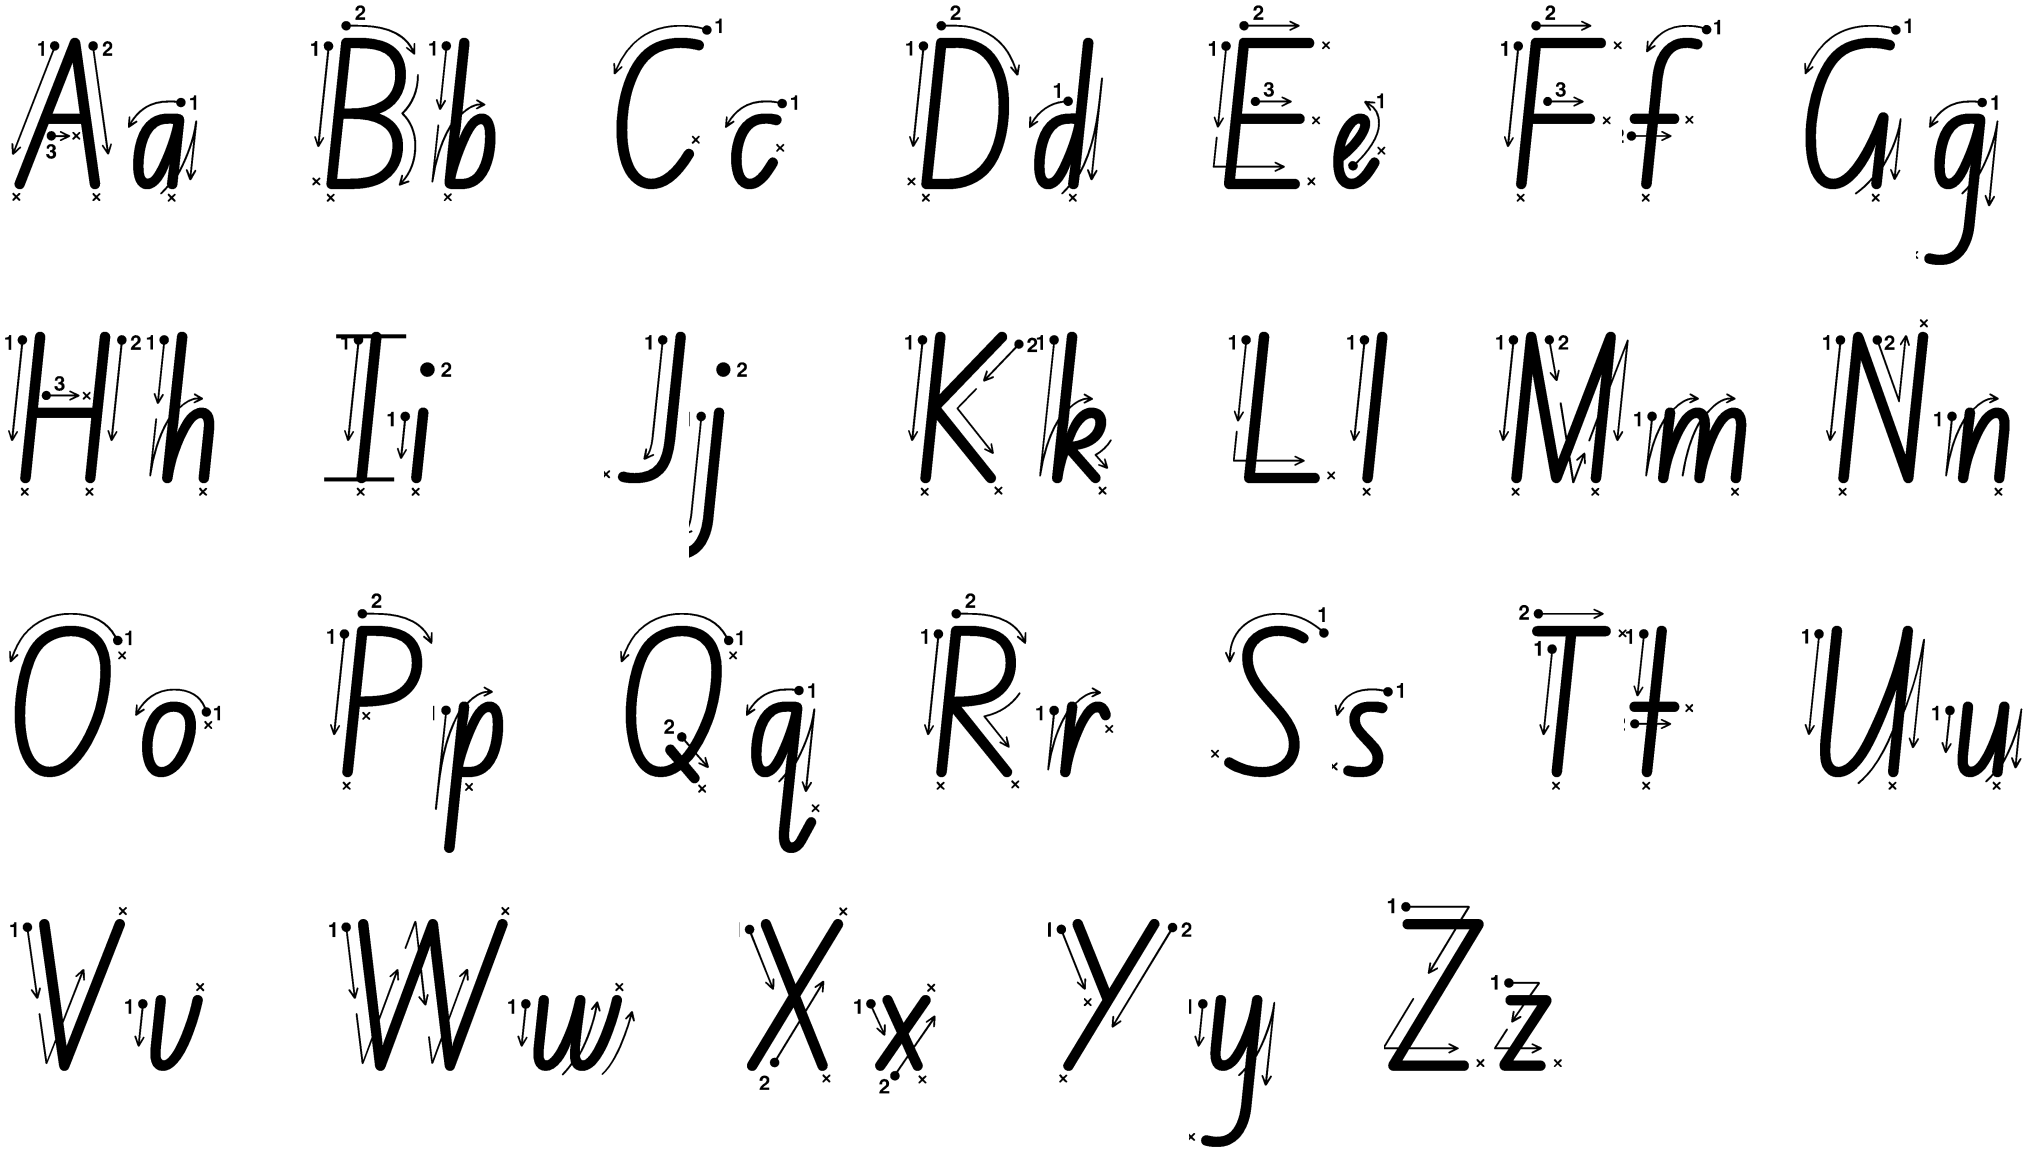 Aa Bb Cc Dd Ee Ff Gg
Hh Ii Jj Kk Ll Mm Nn
Oo Pp Qq Rr Ss Tt Uu
Vv Ww Xx Yy Zz